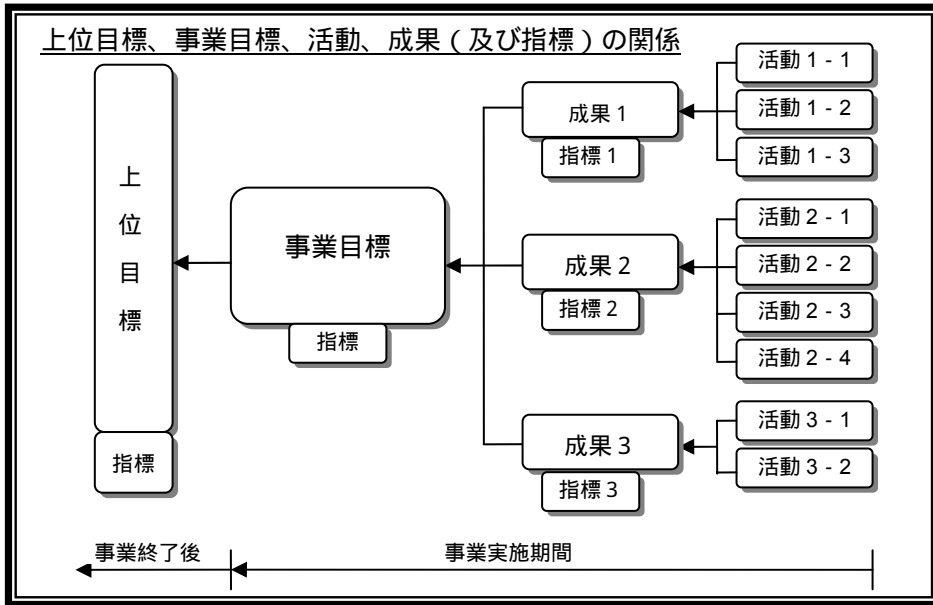 上位目標、事業目標、活動、成果（及び指標）の関係
上
位
目
標
指標
事業目標
指標
成果１
指標１
活動１-１
活動１-２
活動１-３
成果２
指標２
活動２-１
活動２-２
活動２-３
活動２-４
成果３
指標３
活動３-１
活動３-２
事業終了後
事業実施期間